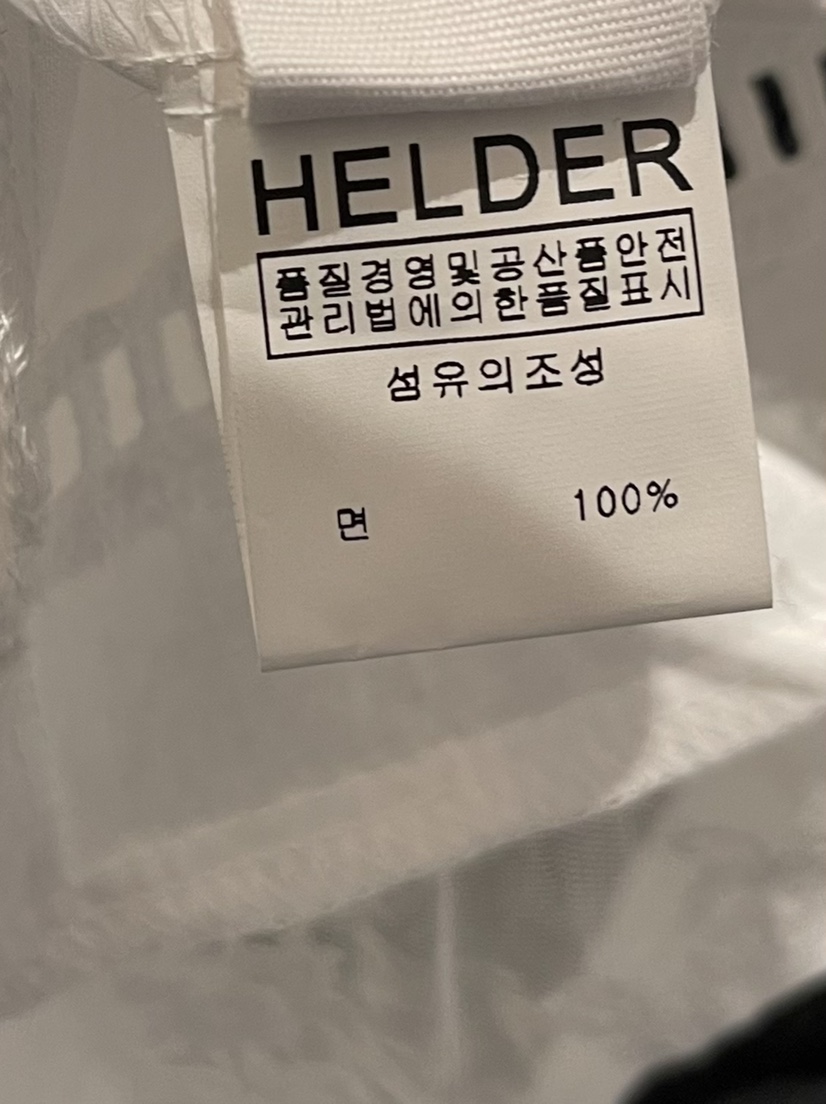 HELDER
품질경영및공산품안전
관리법에의한품질표시
섬유의조성
면 100%